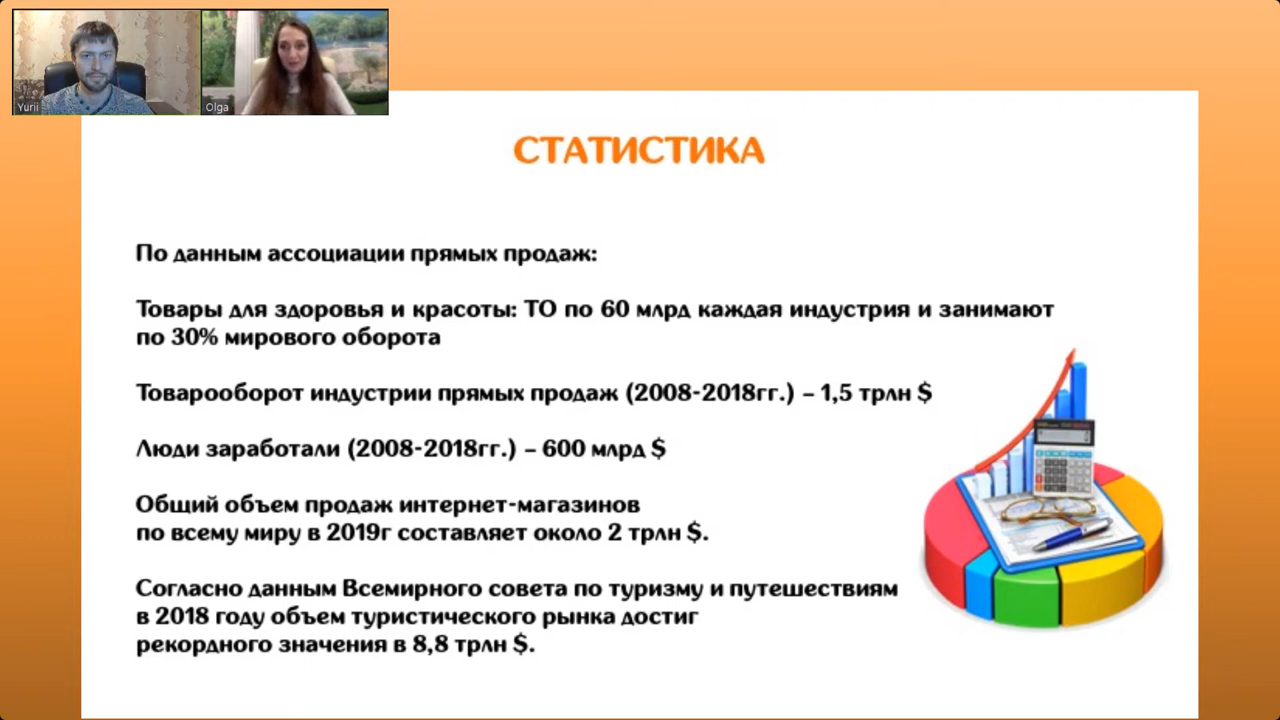 Yurii
Olga
СТАТИСТИКА
По данным ассоциации прямых продаж:
Товары для здоровья и красоты: ТО по 60 млрд каждая индустрия и занимают
по 30% мирового оборота
Товарооборот индустрии прямых продаж (2008-2018гг.) – 1,5 трлн $
Люди заработали (2008-2018гг.) – 600 млрд $
Общий объем продаж интернет-магазинов
по всему миру в 2019г составляет около 2 трлн $.
Согласно данным Всемирного совета по туризму и путешествиям
в 2018 году объем туристического рынка достиг
рекордного значения в 8,8 трлн $.